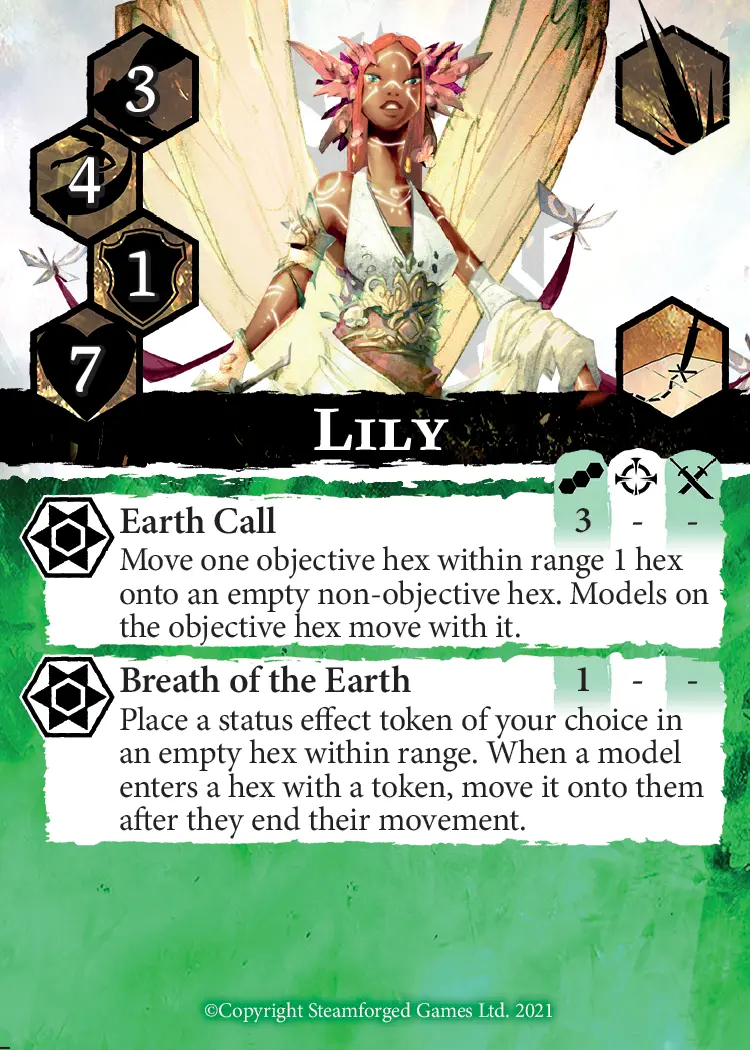 3
4
1
7
Lily
Earth Call 3 - -
Move one objective hex within range 1 hex
onto an empty non-objective hex. Models on
the objective hex move with it.
Breath of the Earth 1 - -
Place a status effect token of your choice in
an empty hex within range. When a model
enters a hex with a token, move it onto them
after they end their movement.
©Copyright Steamforged Games Ltd. 2021